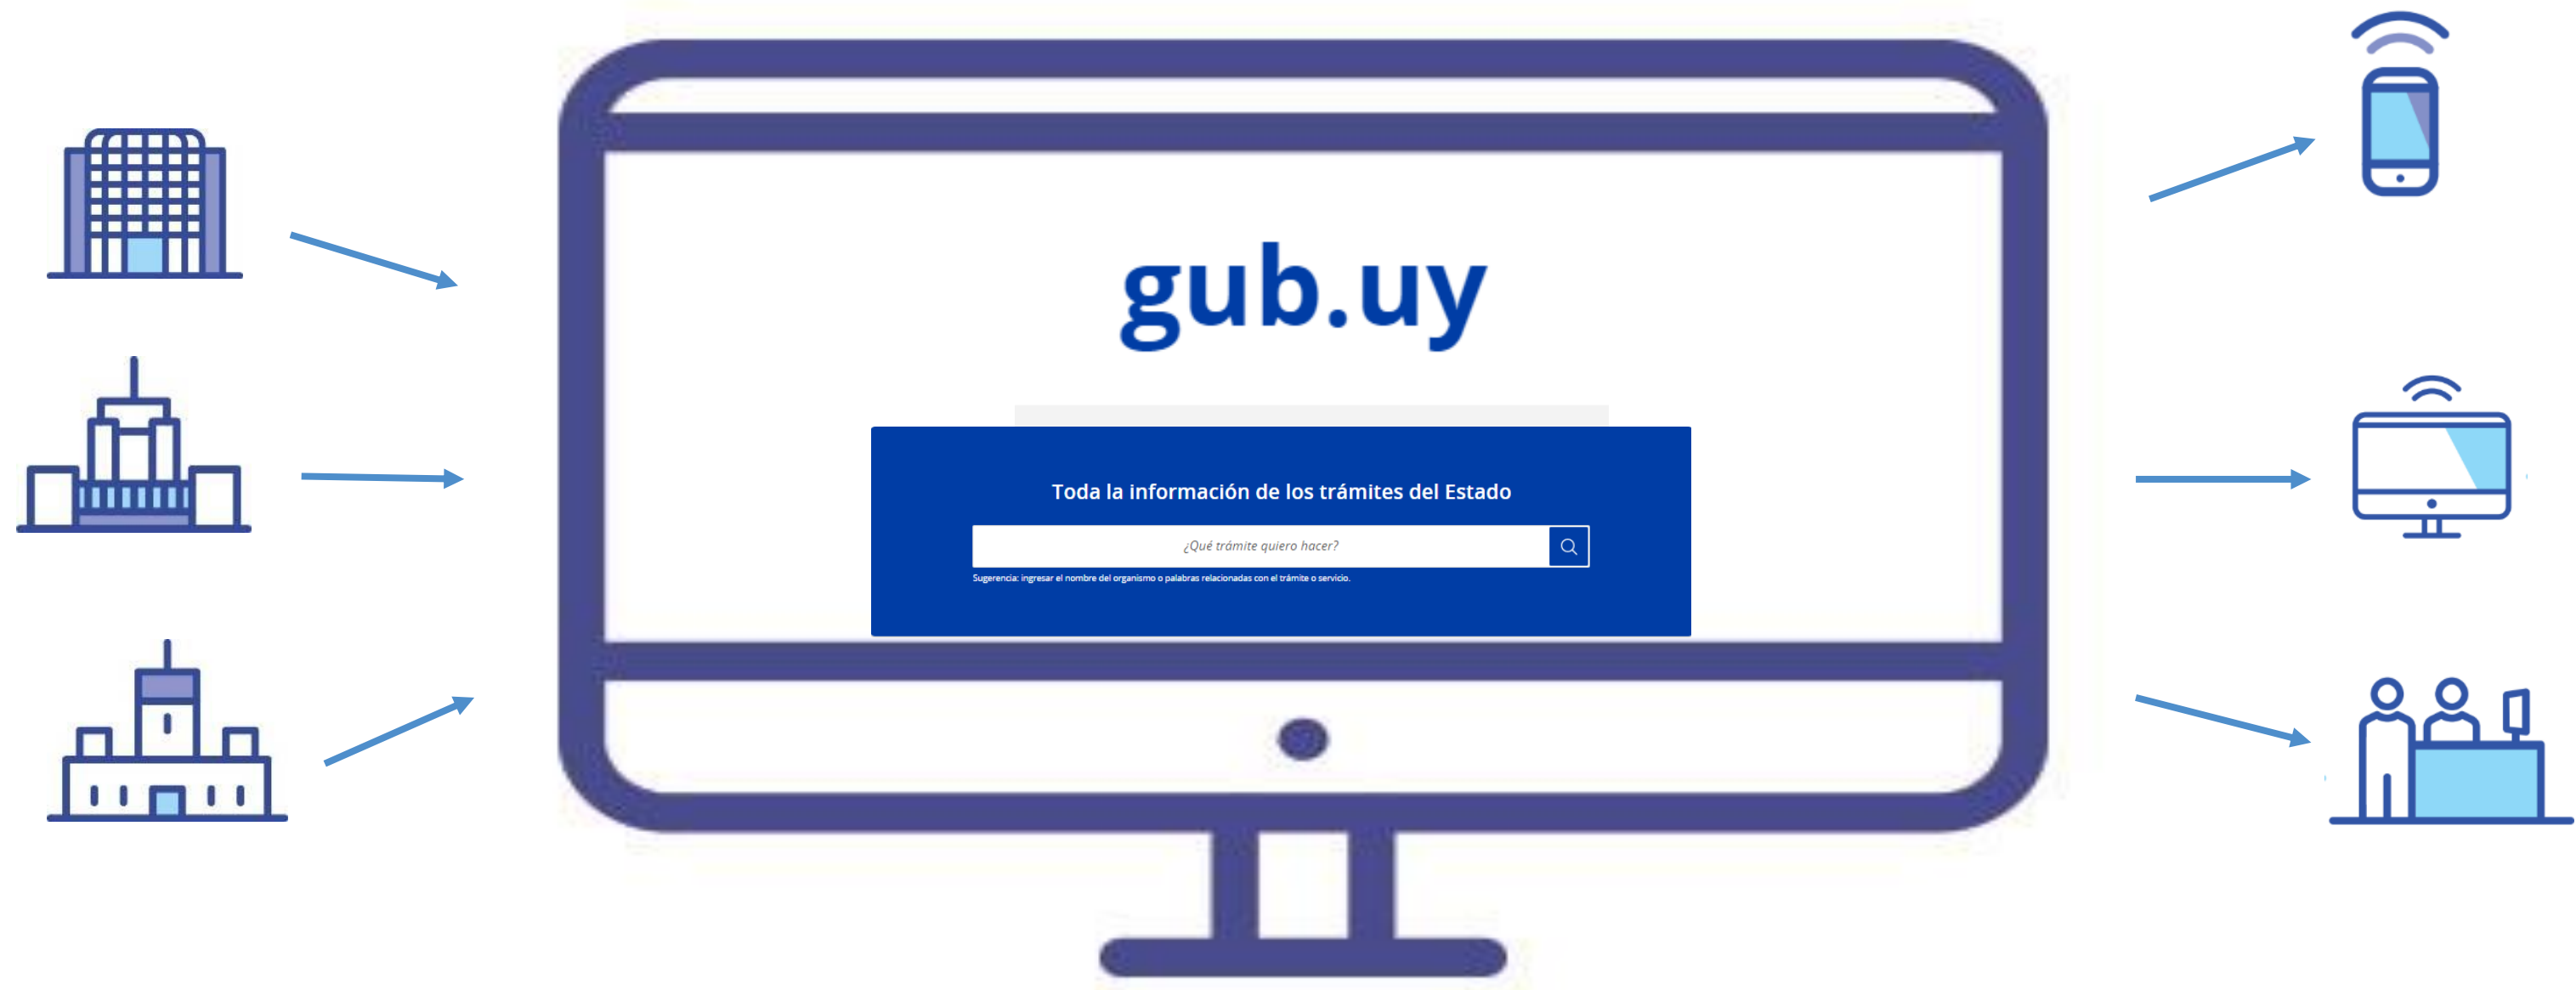 gub.uy
Toda la información de los trámites del Estado
¿Qué trámite quiero hacer?
Sugerencia: ingresar el nombre del organismo o palabras relacionadas con el trámite o servicio.